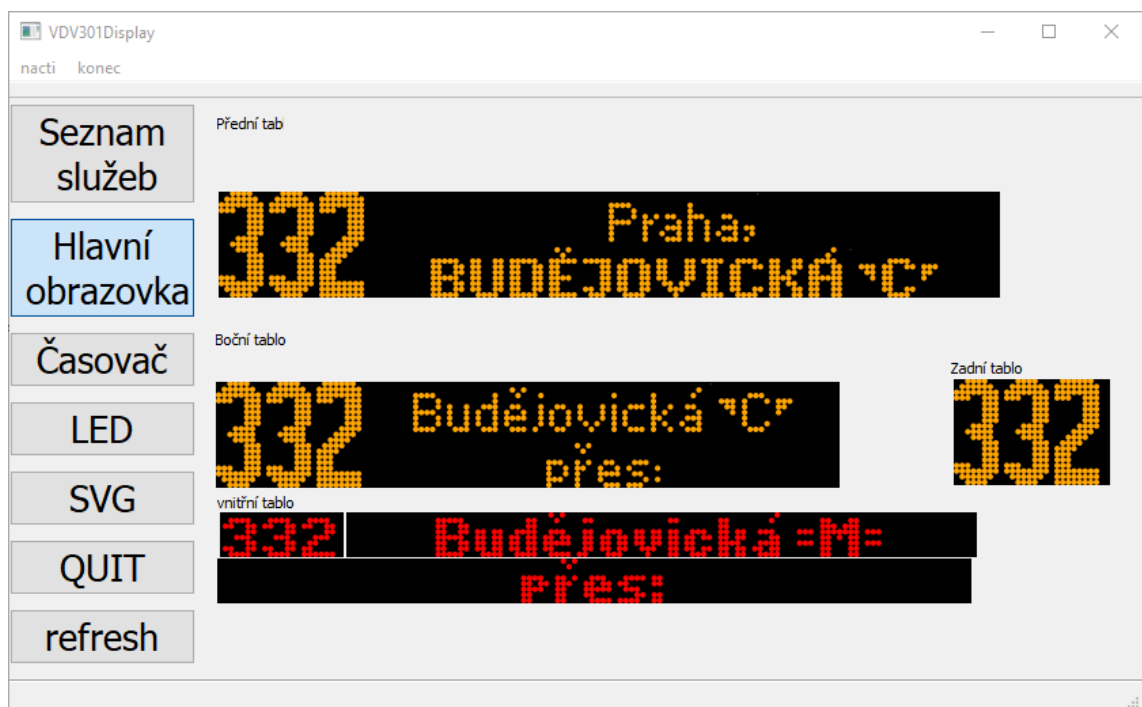 VDV301Display
nacti konec
Seznam
služeb
Hlavní
obrazovka
Časovač
LED
SVG
QUIT
refresh
Přední tabl
332
Praha,
BUDĚJOVICKÁ C
Boční tablo
332
Budějovická C
přes:
Zadní tablo
332
vnitřní tablo
332 Budějovická =M=
přes: